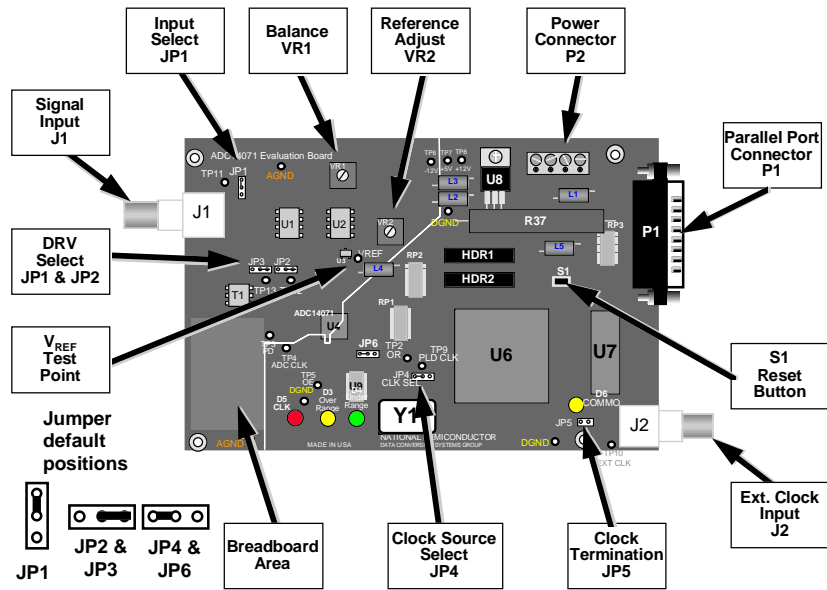 Input
Select
JP1
Balance
VR1
Reference
Adjust
VR2
Power
Connector
P2
Signal
Input
J1
Parallel Port
Connector
P1
DRV
Select
JP1 & JP2
VREF
Test
Point
S1
Reset
Button
Ext. Clock
Input
J2
Breadboard
Area
Clock Source
Select
JP4
Clock
Termination
JP5
Jumper
default
positions
JP1
JP2 &
JP3
JP4 &
JP6
ADC14071 Evaluation Board
TP11
JP1
AGND
VR1
TP6
-12V
TP7
+5V
TP8
+12V
U8
L3
L2
L1
DGND
R37
RP3
P1
J1
U1
U2
VR2
U3
VREF
L4
L5
HDR1
HDR2
RP2
S1
JP3
JP2
TP13
T1
ADC14071
U4
RP1
JP6
TP2
OR
TP9
PLD CLK
JP4
CLK SEL
U6
U7
TP3
PD
TP4
ADC CLK
TP5
OE
DGND
D5
CLK
D3
Over
Range
D4
Under
Range
U9
Y1
D6
COMMO
JP5
J2
TP10
EXT CLK
DGND
AGND
MADE IN USA
NATIONAL SEMICONDUCTOR
DATA CONVERSION SYSTEMS GROUP